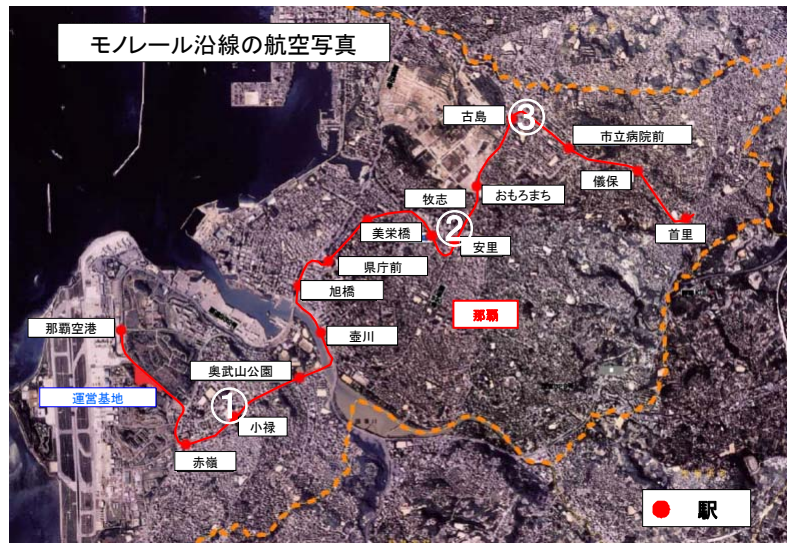 モノレール沿線の航空写真
古島
③
市立病院前
儀保
首里
おもろまち
牧志
②
安里
美栄橋
県庁前
旭橋
那覇
壺川
那覇空港
奥武山公園
運営基地
①
小禄
赤嶺
駅